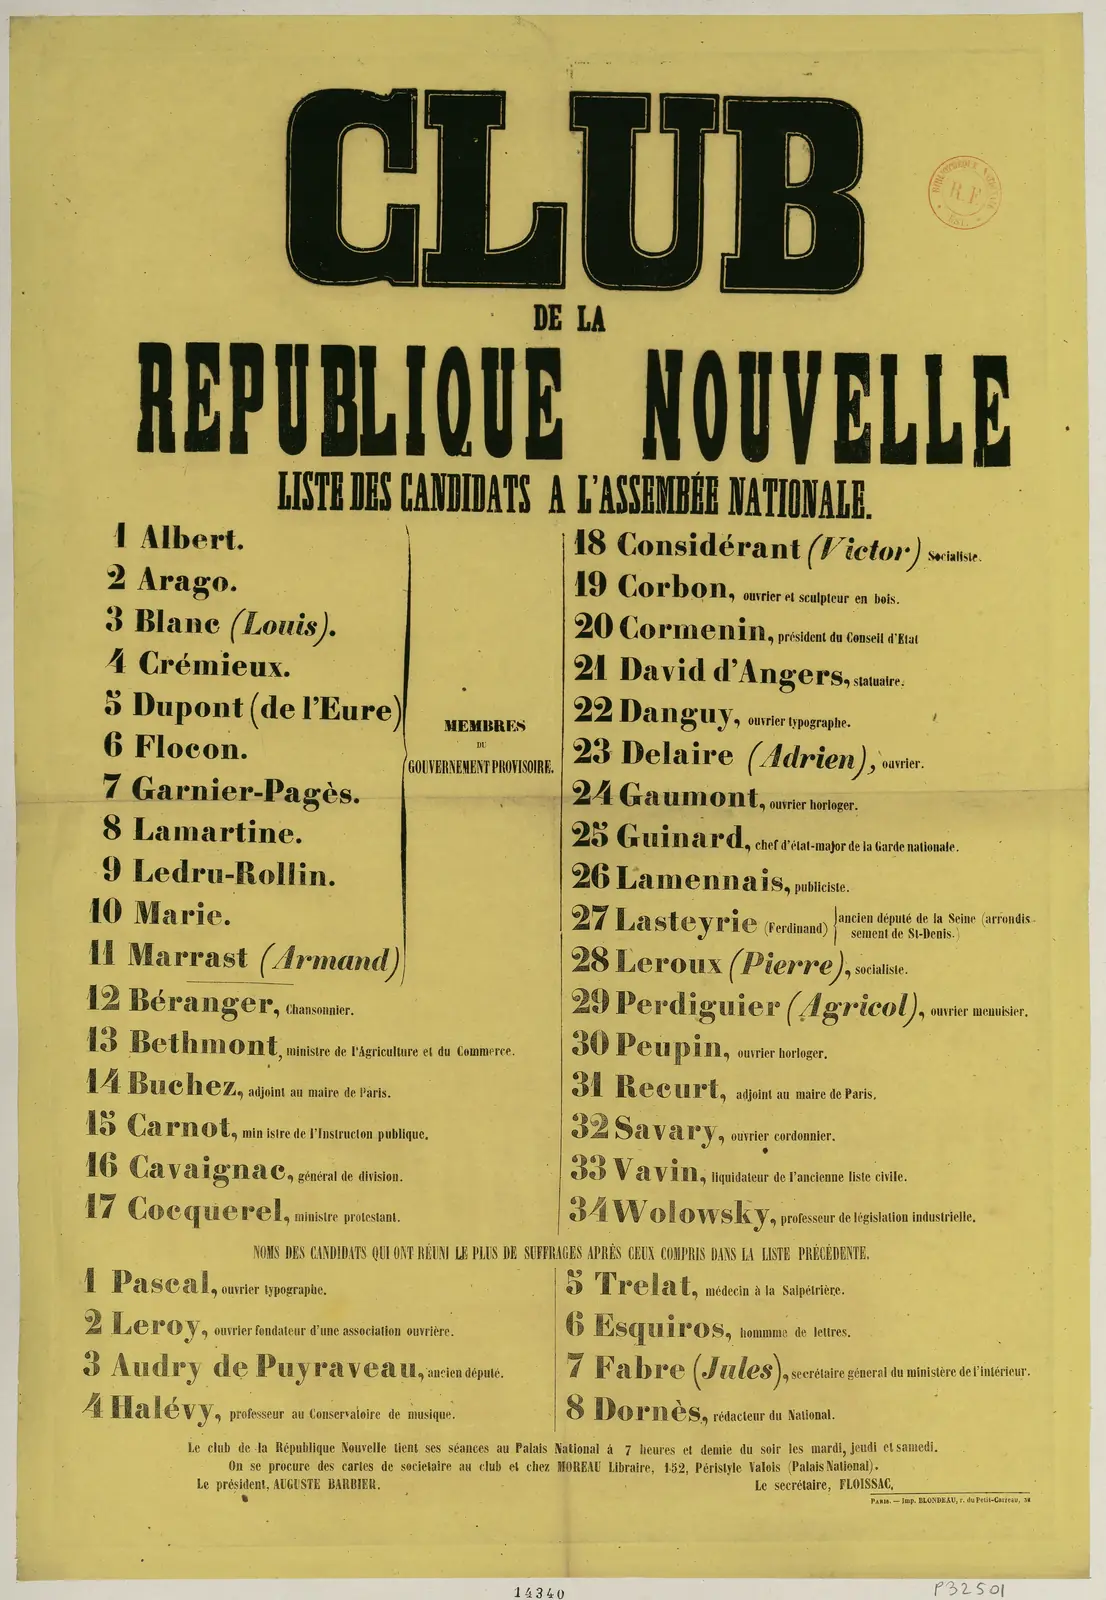 CLUB
DE LA
REPUBLIQUE NOUVELLE
LISTE DES CANDIDATS A L'ASSEMBÉE NATIONALE.
1 Albert.
2 Arago.
3 Blanc (Louis).
4 Crémieux.
5 Dupont (de l'Eure)
6 Flocon.
7 Garnier-Pagès.
8 Lamartine.
9 Ledru-Rollin.
10 Marie.
11 Marrast (Armand)
MEMBRES
DU
GOUVERNEMENT PROVISOIRE.
12 Béranger, Chansonnier.
13 Bethmont, ministre de l'Agriculture et du Commerce.
14 Buchez, adjoint au maire de Paris.
15 Carnot, min istre de l'Instructon publique.
16 Cavaignac, général de division.
17 Cocquerel, ministre protestant.
18 Considérant (Victor) Socialiste.
19 Corbon, ouvrier et sculpteur en bois.
20 Cormenin, président du Conseil d'Etat
21 David d'Angers, statuaire.
22 Danguy, ouvrier typographe.
23 Delaire (Adrien), ouvrier.
24 Gaumont, ouvrier horloger.
25 Guinard, chef d'état-major de la Garde nationale.
26 Lamennais, publiciste.
27 Lasteyrie (Ferdinand) ancien député de la Seine (arrondis-
sement de St-Denis.)
28 Leroux (Pierre), socialiste.
29 Perdiguier (Agricol), ouvrier menuisier.
30 Peupin, ouvrier horloger.
31 Recurt, adjoint au maire de Paris.
32 Savary, ouvrier cordonnier.
33 Vavin, liquidateur de l'ancienne liste civile.
34 Wolowsky, professeur de législation industrielle.
NOMS DES CANDIDATS QUI ONT RÉUNI LE PLUS DE SUFFRAGES APRÈS CEUX COMPRIS DANS LA LISTE PRÉCÉDENTE.
1 Pascal, ouvrier typographe.
2 Leroy, ouvrier fondateur d'une association ouvrière.
3 Audry de Puyraveau, ancien député.
4 Halévy, professeur au Conservatoire de musique.
5 Trelat, médecin à la Salpétrière.
6 Esquiros, hommme de lettres.
7 Fabre (Jules), secrétaire géneral du ministère de l'intérieur.
8 Dornès, rédacteur du National.
Le club de la République Nouvelle tient ses séances au Palais National à 7 heures et demie du soir les mardi, jeudi et samedi.
On se procure des cartes de societaire au club et chez MOREAU Libraire, 152, Péristyle Valois (Palais National).
Le président, AUGUSTE BARBIER. Le secrétaire, FLOISSAC,
PARIS. — Imp. BLONDEAU, r. du Petit-Carreau, 32
BIBLIOTHEQUE NATIONALE
R.F
EST.
14340
P32501